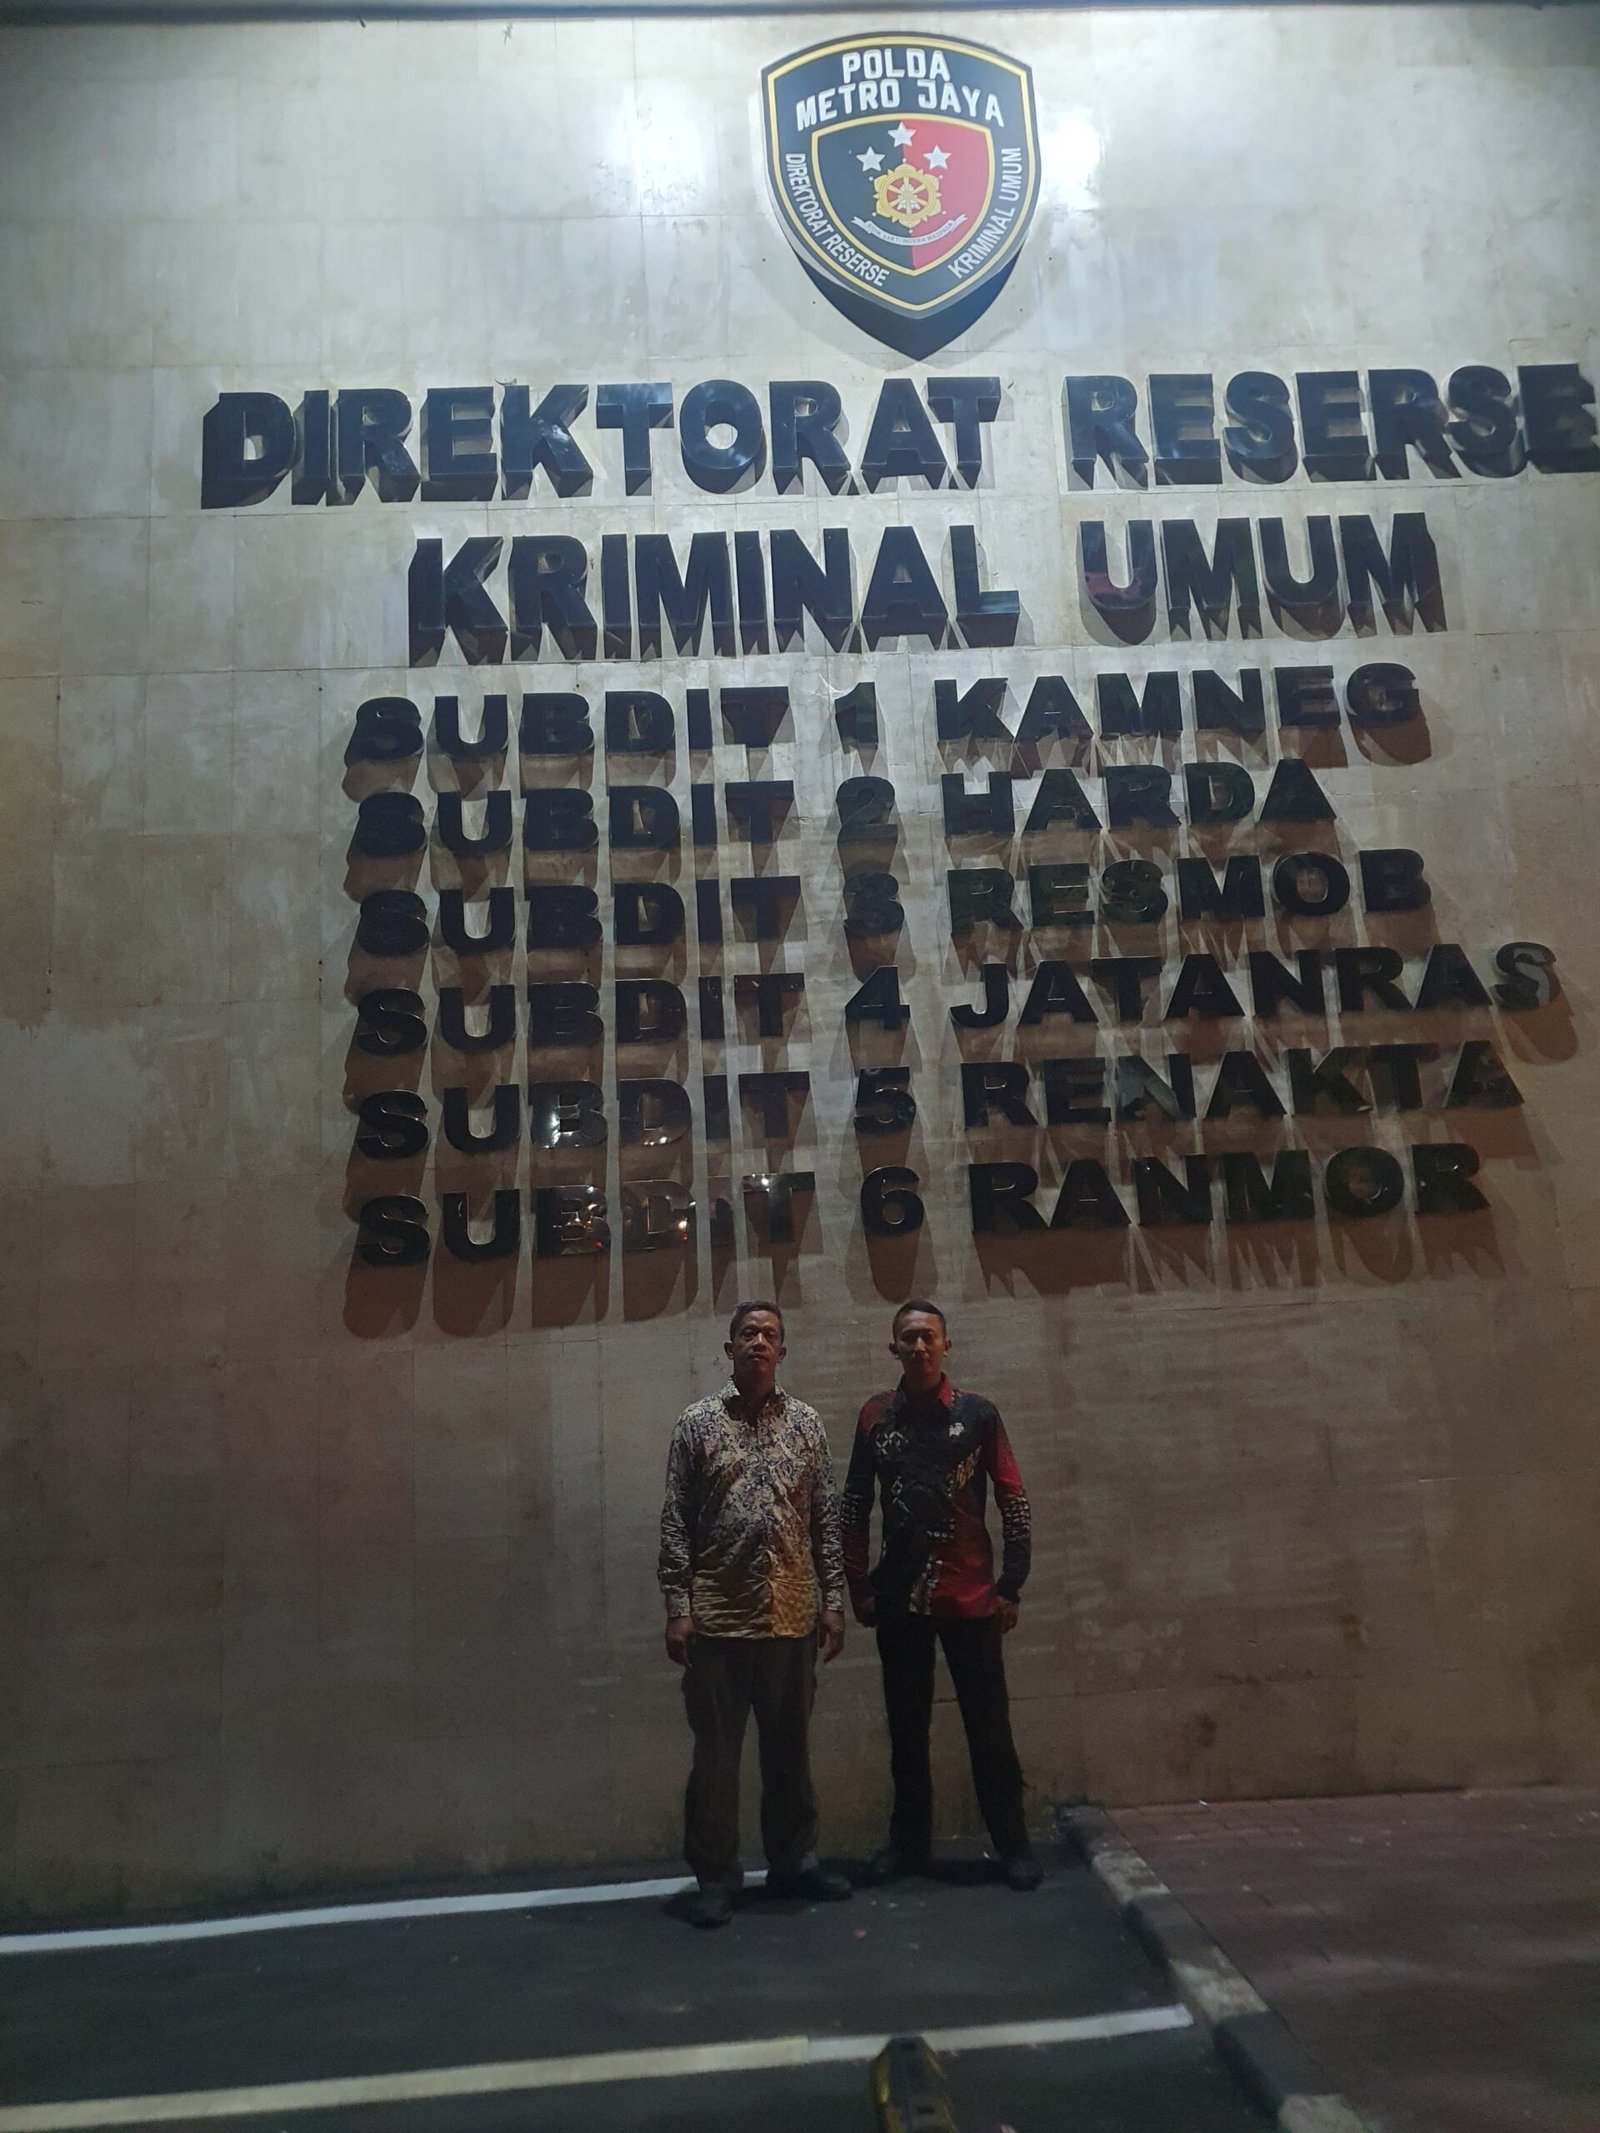 POLDA
METRO JAYA
DIREKTORAT RESERSE
KRIMINAL UMUM
DIREKTORAT RESERSE
KRIMINAL UMUM
SUBDIT 1 KAMNEG
SUBDIT 2 HARDA
SUBDIT 3 RESMOB
SUBDIT 4 JATANRAS
SUBDIT 5 RENAKTA
SUBDIT 6 RANMOR